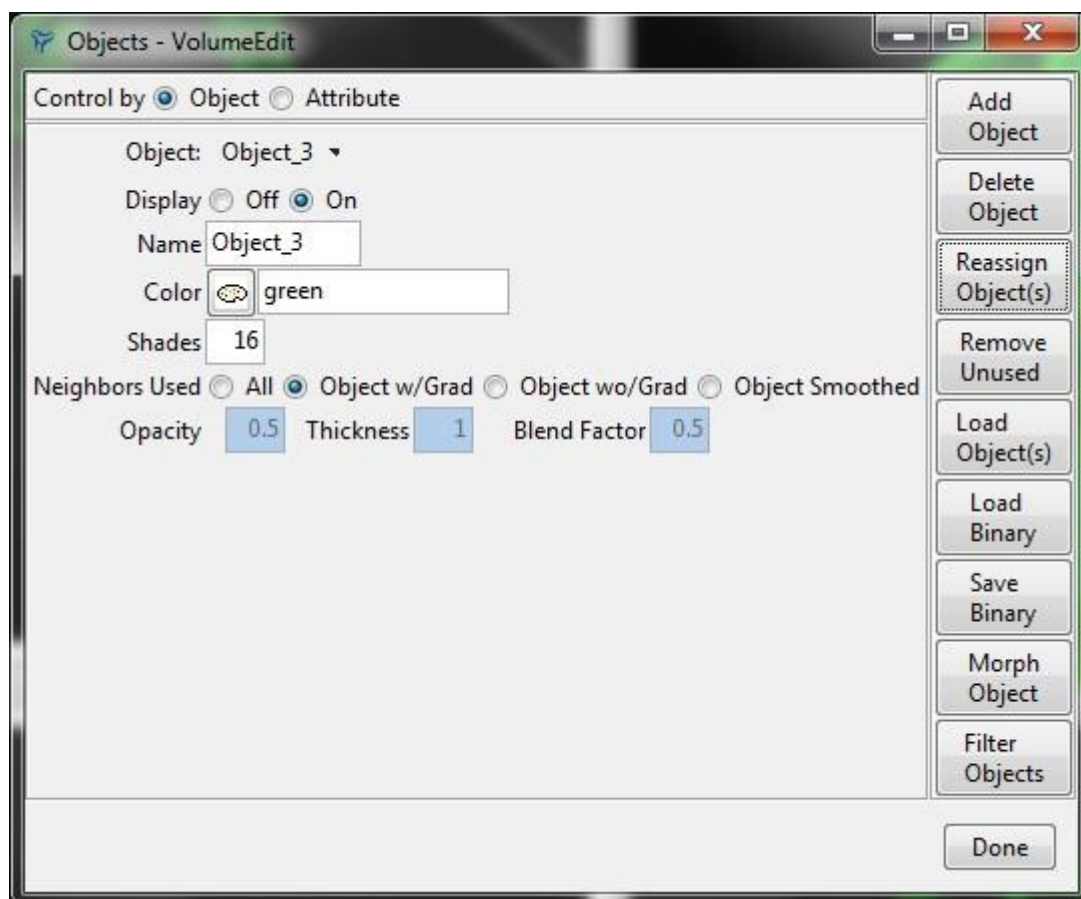 Objects - VolumeEdit
Control by Object Attribute
Object: Object_3
Display Off On
Name Object_3
Color green
Shades 16
Neighbors Used All Object w/Grad Object wo/Grad Object Smoothed
Opacity 0.5 Thickness 1 Blend Factor 0.5
Add
Object
Delete
Object
Reassign
Object(s)
Remove
Unused
Load
Object(s)
Load
Binary
Save
Binary
Morph
Object
Filter
Objects
Done